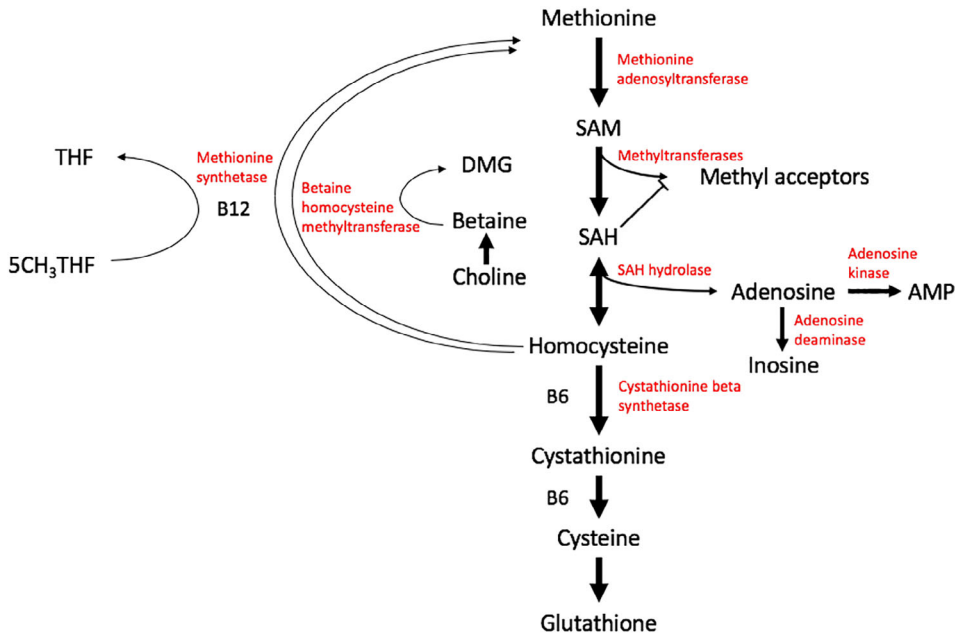 Methionine
Methionine
adenosyltransferase
SAM
THF
Methionine
synthetase
DMG
Methyltransferases
Methyl acceptors
B12
Betaine
homocysteine
methyltransferase
Betaine
SAH
5CH₃THF
Choline
SAH hydrolase
Adenosine
kinase
Adenosine
AMP
Adenosine
deaminase
Homocysteine
Inosine
B6
Cystathionine beta
synthetase
Cystathionine
B6
Cysteine
Glutathione